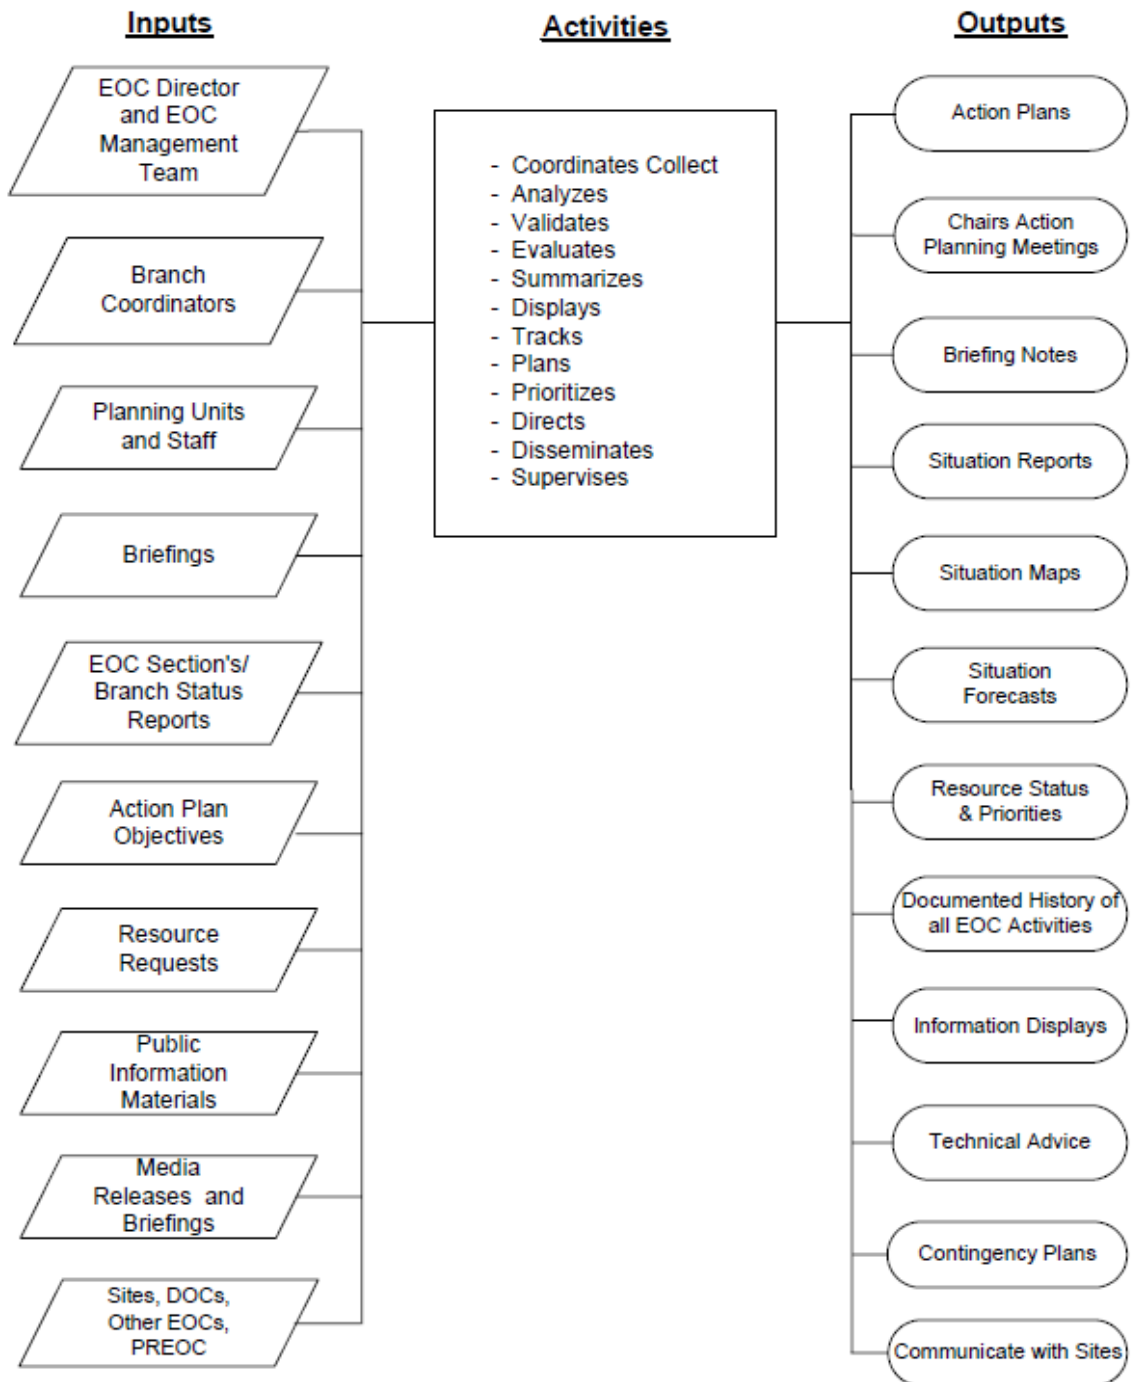 Inputs
Activities
Outputs
EOC Director
and EOC
Management
Team
Branch
Coordinators
Planning Units
and Staff
Briefings
EOC Section's/
Branch Status
Reports
Action Plan
Objectives
Resource
Requests
Public
Information
Materials
Media
Releases and
Briefings
Sites, DOCs,
Other EOCs,
PREOC
- Coordinates Collect
- Analyzes
- Validates
- Evaluates
- Summarizes
- Displays
- Tracks
- Plans
- Prioritizes
- Directs
- Disseminates
- Supervises
Action Plans
Chairs Action
Planning Meetings
Briefing Notes
Situation Reports
Situation Maps
Situation
Forecasts
Resource Status
& Priorities
Documented History of
all EOC Activities
Information Displays
Technical Advice
Contingency Plans
Communicate with Sites